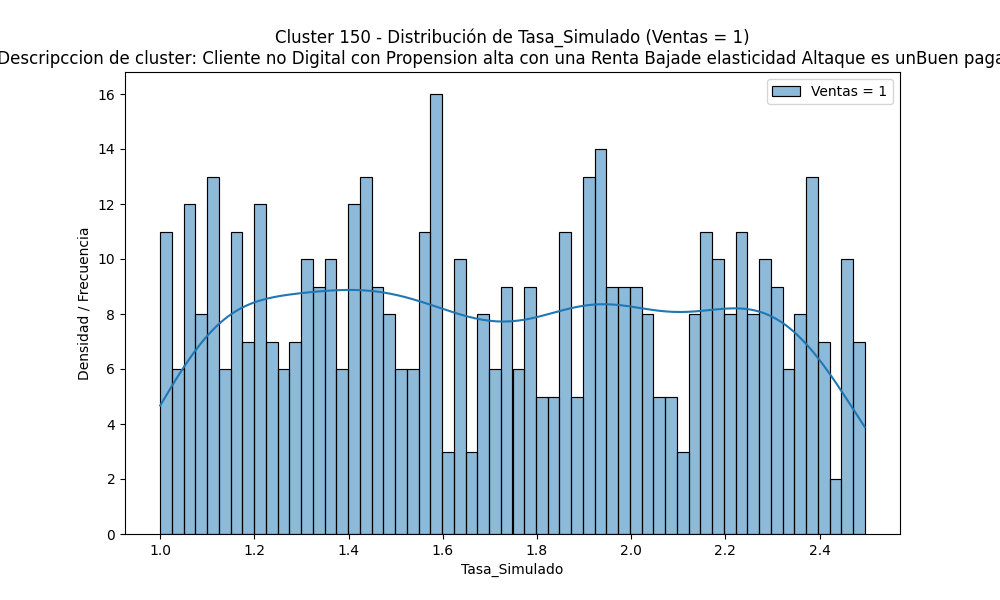 Cluster 150 - Distribución de Tasa_Simulado (Ventas = 1)
Descripccion de cluster: Cliente no Digital con Propension alta con una Renta Bajade elasticidad Altaque es unBuen paga
Ventas = 1
Densidad / Frecuencia
16
14
12
10
8
6
4
2
0
1.0 1.2 1.4 1.6 1.8 2.0 2.2 2.4
Tasa_Simulado